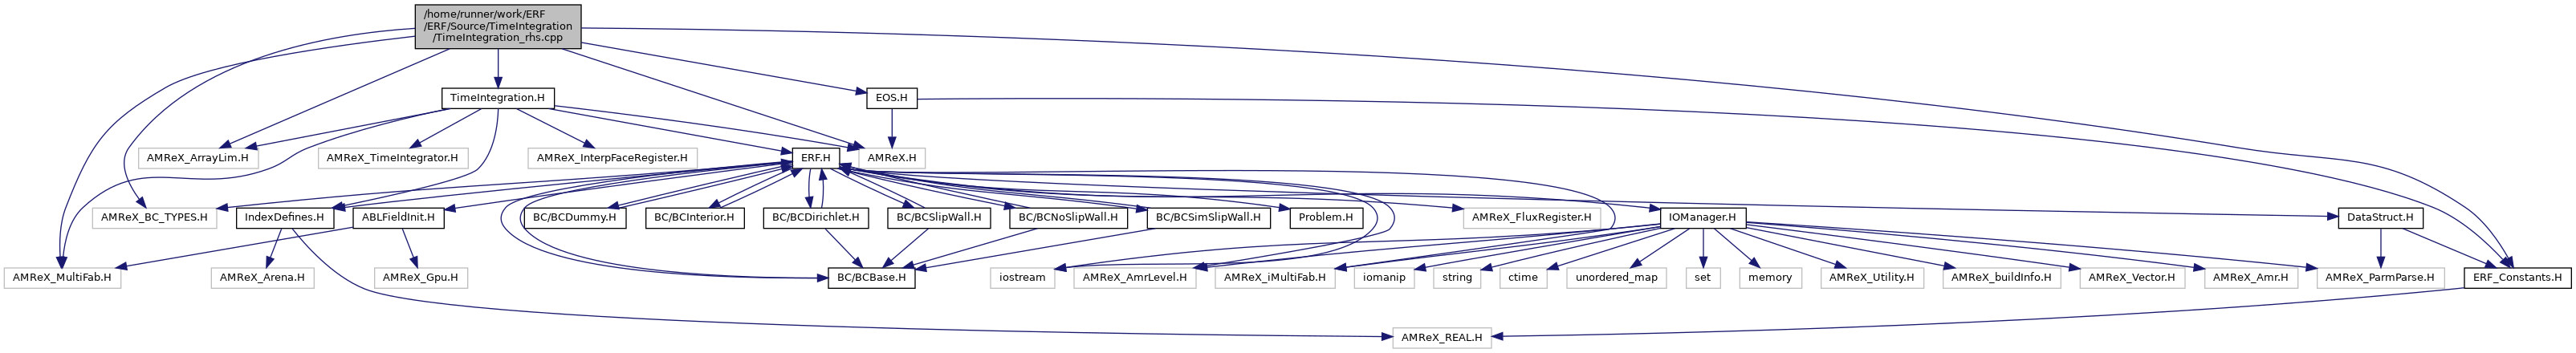 /home/runner/work/ERF
/ERF/Source/TimeIntegration
/TimeIntegration_rhs.cpp
TimeIntegration.H
EOS.H
AMReX_ArrayLim.H
AMReX_TimeIntegrator.H
AMReX_InterpFaceRegister.H
ERF.H
AMReX.H
AMReX_BC_TYPES.H
IndexDefines.H
ABLFieldInit.H
BC/BCDummy.H
BC/BCInterior.H
BC/BCDirichlet.H
BC/BCSlipWall.H
BC/BCNoSlipWall.H
BC/BCSimSlipWall.H
Problem.H
AMReX_FluxRegister.H
IOManager.H
DataStruct.H
AMReX_MultiFab.H
AMReX_Arena.H
AMReX_Gpu.H
BC/BCBase.H
iostream
AMReX_AmrLevel.H
AMReX_iMultiFab.H
iomanip
string
ctime
unordered_map
set
memory
AMReX_Utility.H
AMReX_buildInfo.H
AMReX_Vector.H
AMReX_Amr.H
AMReX_ParmParse.H
ERF_Constants.H
AMReX_REAL.H